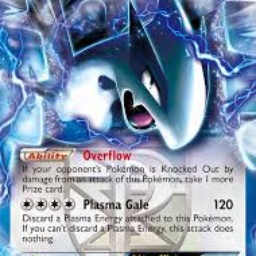 Ability Overflow
If your opponent's Pokémon is Knocked Out by
damage from an attack of this Pokémon, take 1 more
Prize card.
Plasma Gale 120
Discard a Plasma Energy attached to this Pokémon.
If you can't discard a Plasma Energy, this attack does
nothing.